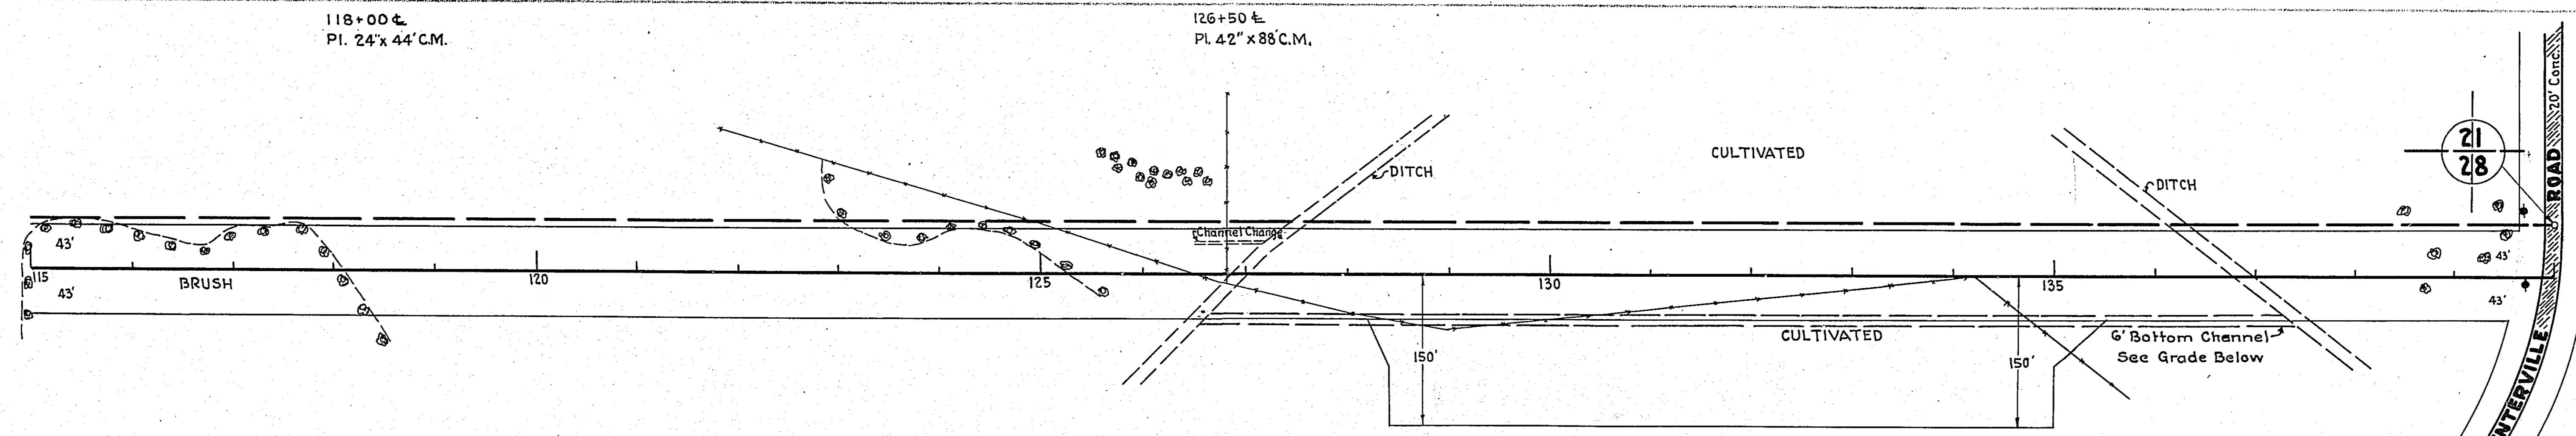 118+00 ℄
Pl. 24"x 44' C.M.
126+50 ℄
Pl. 42" x 88' C.M.
20' Conc.
ROAD
21
28
CULTIVATED
DITCH
DITCH
Channel Change
43'
43'
43'
43'
115
120
125
130
135
BRUSH
CULTIVATED
6' Bottom Channel
See Grade Below
150'
150'
NTERVILLE